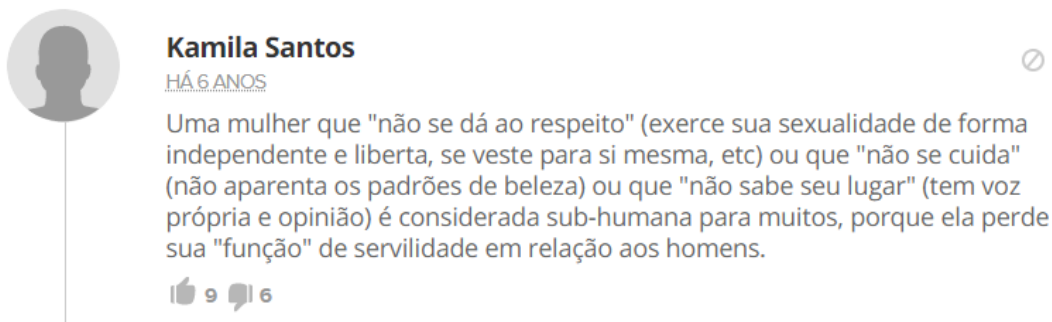 Kamila Santos
HÁ 6 ANOS
Uma mulher que "não se dá ao respeito" (exerce sua sexualidade de forma
independente e liberta, se veste para si mesma, etc) ou que "não se cuida"
(não aparenta os padrões de beleza) ou que "não sabe seu lugar" (tem voz
própria e opinião) é considerada sub-humana para muitos, porque ela perde
sua "função" de servilidade em relação aos homens.
9 6